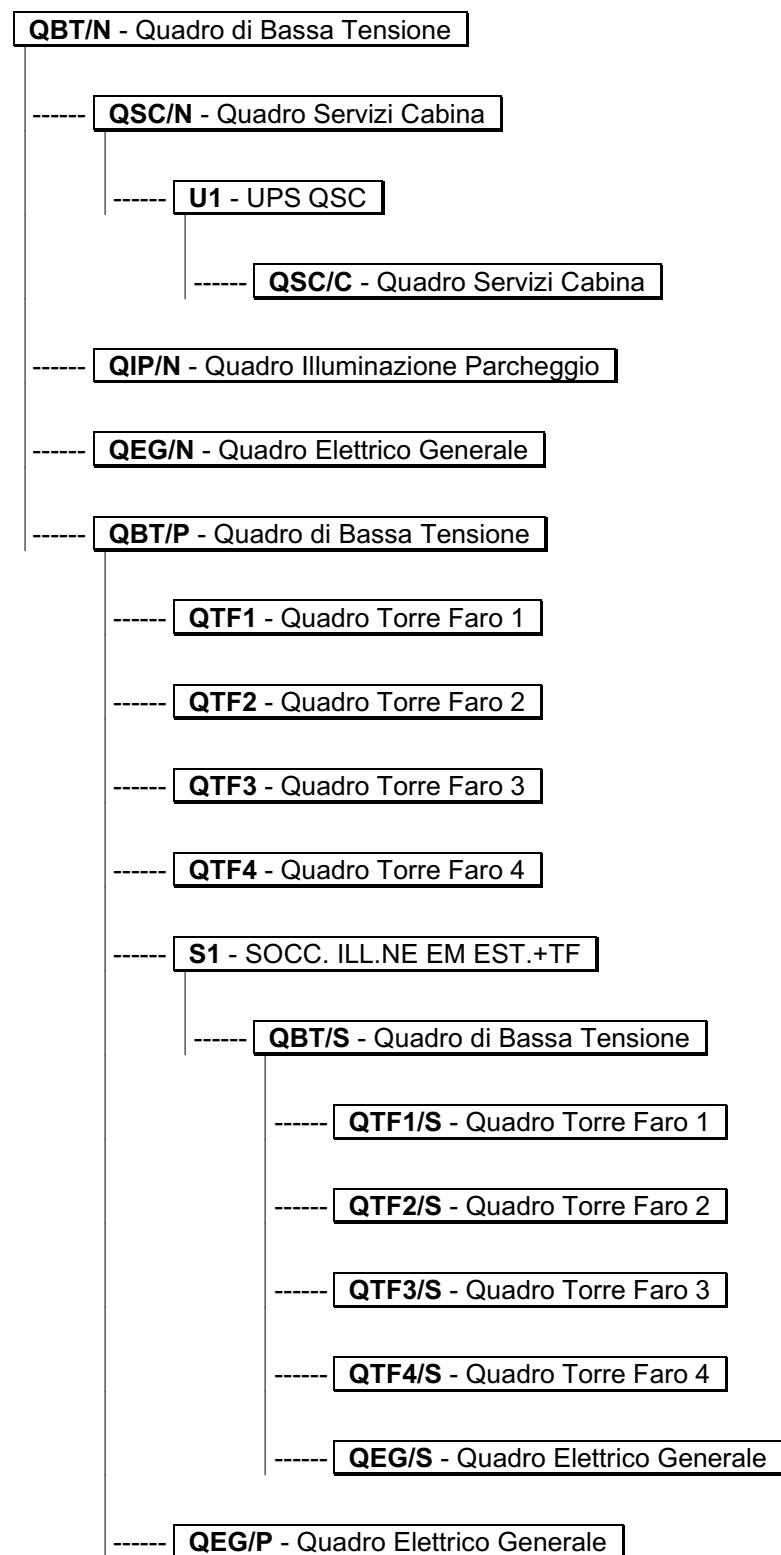 QBT/N - Quadro di Bassa Tensione
------ QSC/N - Quadro Servizi Cabina
------ U1 - UPS QSC
------ QSC/C - Quadro Servizi Cabina
------ QIP/N - Quadro Illuminazione Parcheggio
------ QEG/N - Quadro Elettrico Generale
------ QBT/P - Quadro di Bassa Tensione
------ QTF1 - Quadro Torre Faro 1
------ QTF2 - Quadro Torre Faro 2
------ QTF3 - Quadro Torre Faro 3
------ QTF4 - Quadro Torre Faro 4
------ S1 - SOCC. ILL.NE EM EST.+TF
------ QBT/S - Quadro di Bassa Tensione
------ QTF1/S - Quadro Torre Faro 1
------ QTF2/S - Quadro Torre Faro 2
------ QTF3/S - Quadro Torre Faro 3
------ QTF4/S - Quadro Torre Faro 4
------ QEG/S - Quadro Elettrico Generale
------ QEG/P - Quadro Elettrico Generale